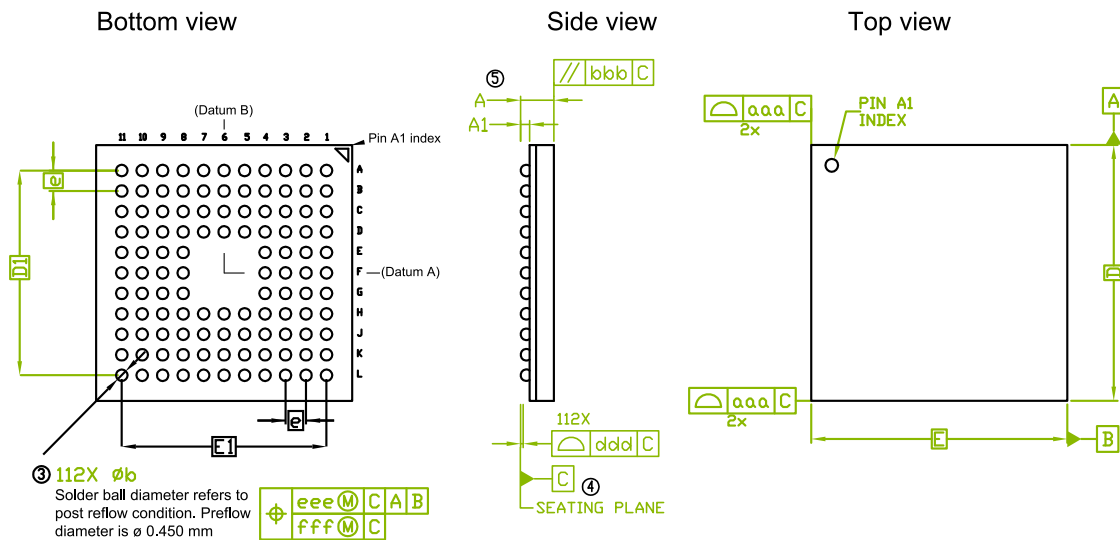 Bottom view
Side view
Top view
(Datum B)
11 10 9 8 7 6 5 4 3 2 1
Pin A1 index
A
B
C
D
E
F
G
H
J
K
L
(Datum A)
e
D1
e
E1
③ 112X Øb
Solder ball diameter refers to
post reflow condition. Preflow
diameter is ø 0.450 mm
⌖ eee Ⓜ C A B
fff Ⓜ C
⑤
// bbb C
A
A1
112X
⌓ ddd C
C ④
SEATING PLANE
⌓ aaa C
2x
PIN A1
INDEX
A
D
⌓ aaa C
2x
E
B